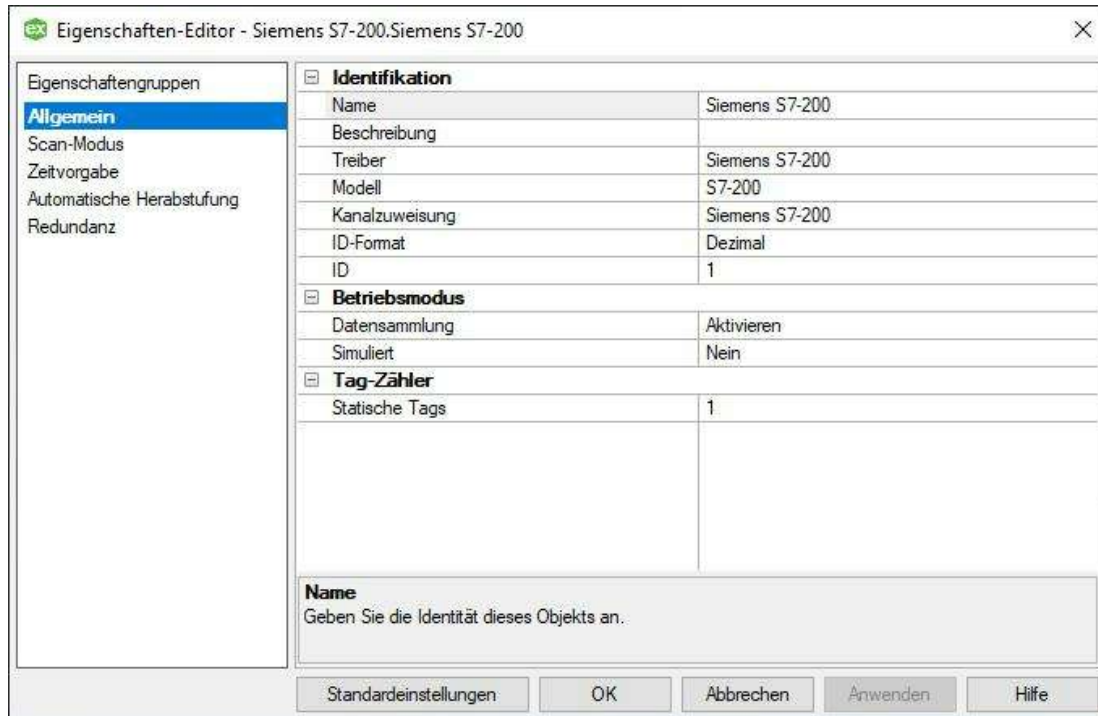 ex Eigenschaften-Editor - Siemens S7-200.Siemens S7-200
Eigenschaftengruppen
Allgemein
Scan-Modus
Zeitvorgabe
Automatische Herabstufung
Redundanz
Identifikation
Name Siemens S7-200
Beschreibung
Treiber Siemens S7-200
Modell S7-200
Kanalzuweisung Siemens S7-200
ID-Format Dezimal
ID 1
Betriebsmodus
Datensammlung Aktivieren
Simuliert Nein
Tag-Zähler
Statische Tags 1
Name
Geben Sie die Identität dieses Objekts an.
Standardeinstellungen OK Abbrechen Anwenden Hilfe